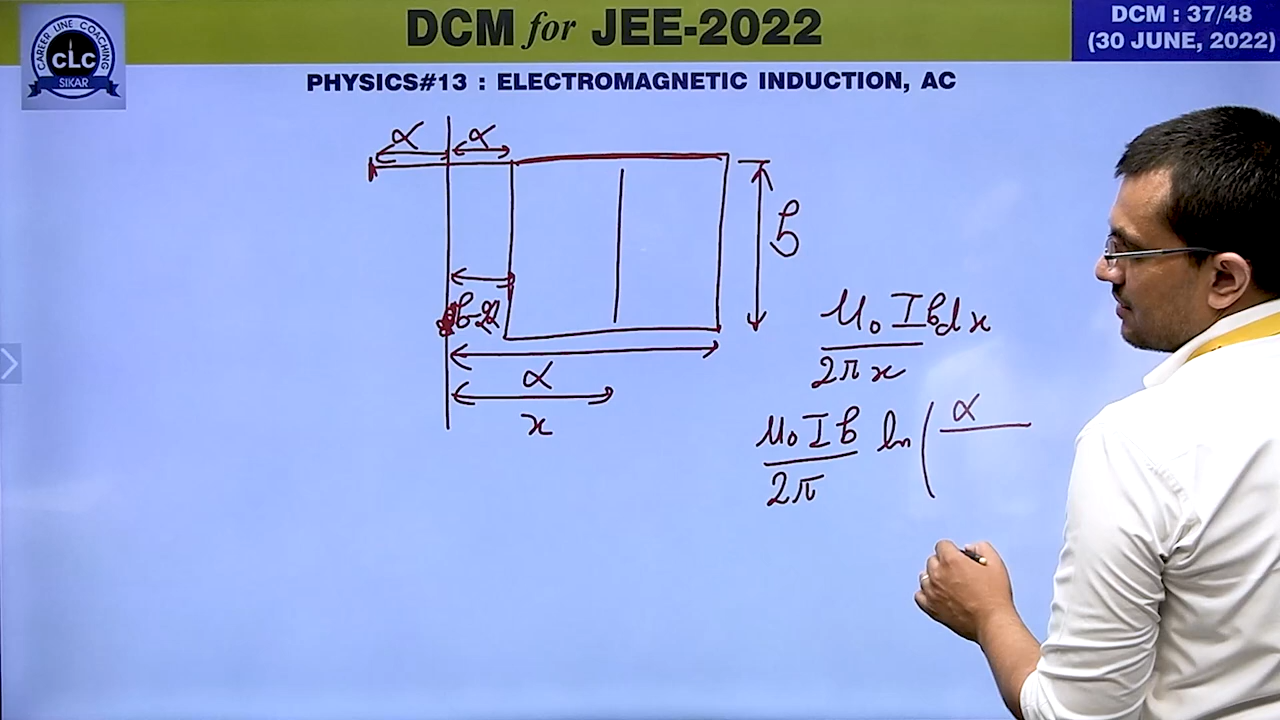 DCM for JEE-2022
DCM : 37/48
(30 JUNE, 2022)
CAREER LINE COACHING
CLC
SIKAR
PHYSICS#13 : ELECTROMAGNETIC INDUCTION, AC
α α
b
α
x
μ₀ I b dx
2π x
μ₀ I b ln ( α
2π